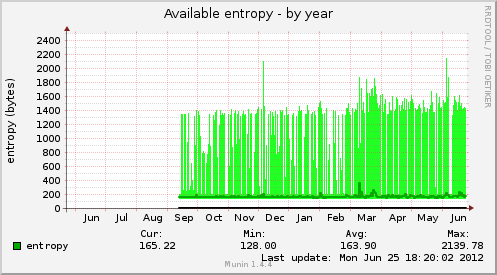 Available entropy - by year
RRDTOOL / TOBI OETIKER
entropy (bytes)
2400
2200
2000
1800
1600
1400
1200
1000
800
600
400
200
0
Jun Jul Aug Sep Oct Nov Dec Jan Feb Mar Apr May Jun
Cur: Min: Avg: Max:
entropy 165.22 128.00 163.90 2139.78
Last update: Mon Jun 25 18:20:02 2012
Munin 1.4.4